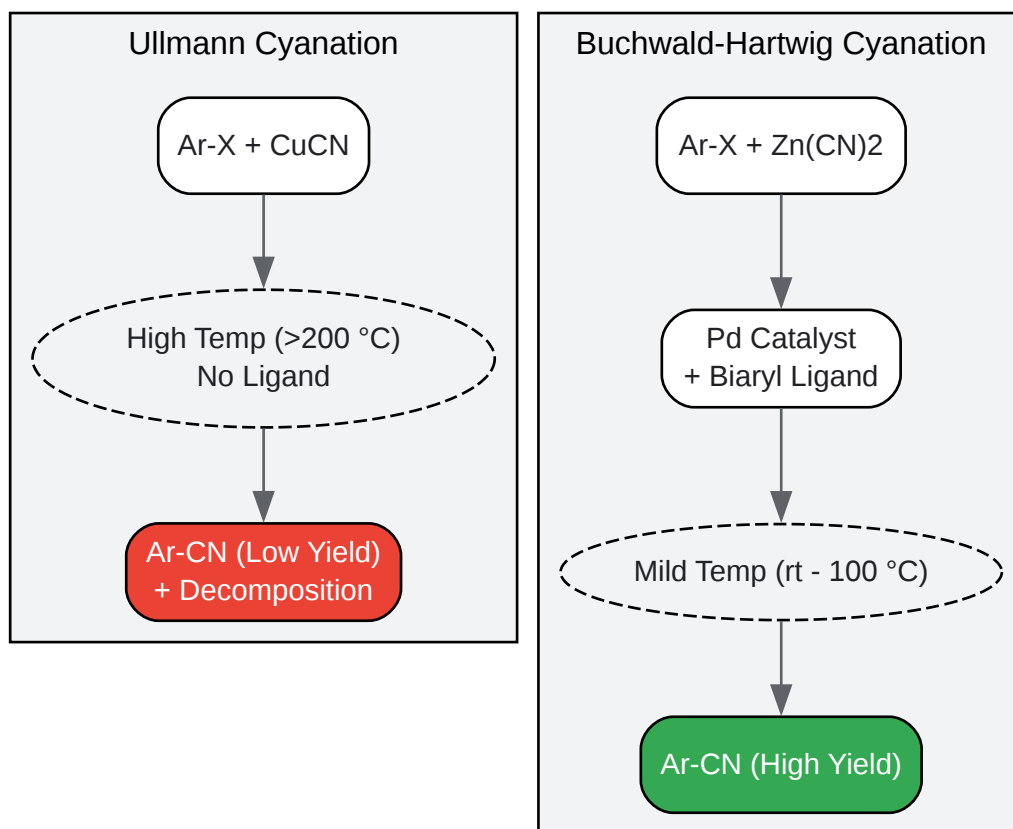 Ullmann Cyanation
Ar-X + CuCN
High Temp (>200 °C)
No Ligand
Ar-CN (Low Yield)
+ Decomposition
Buchwald-Hartwig Cyanation
Ar-X + Zn(CN)2
Pd Catalyst
+ Biaryl Ligand
Mild Temp (rt - 100 °C)
Ar-CN (High Yield)